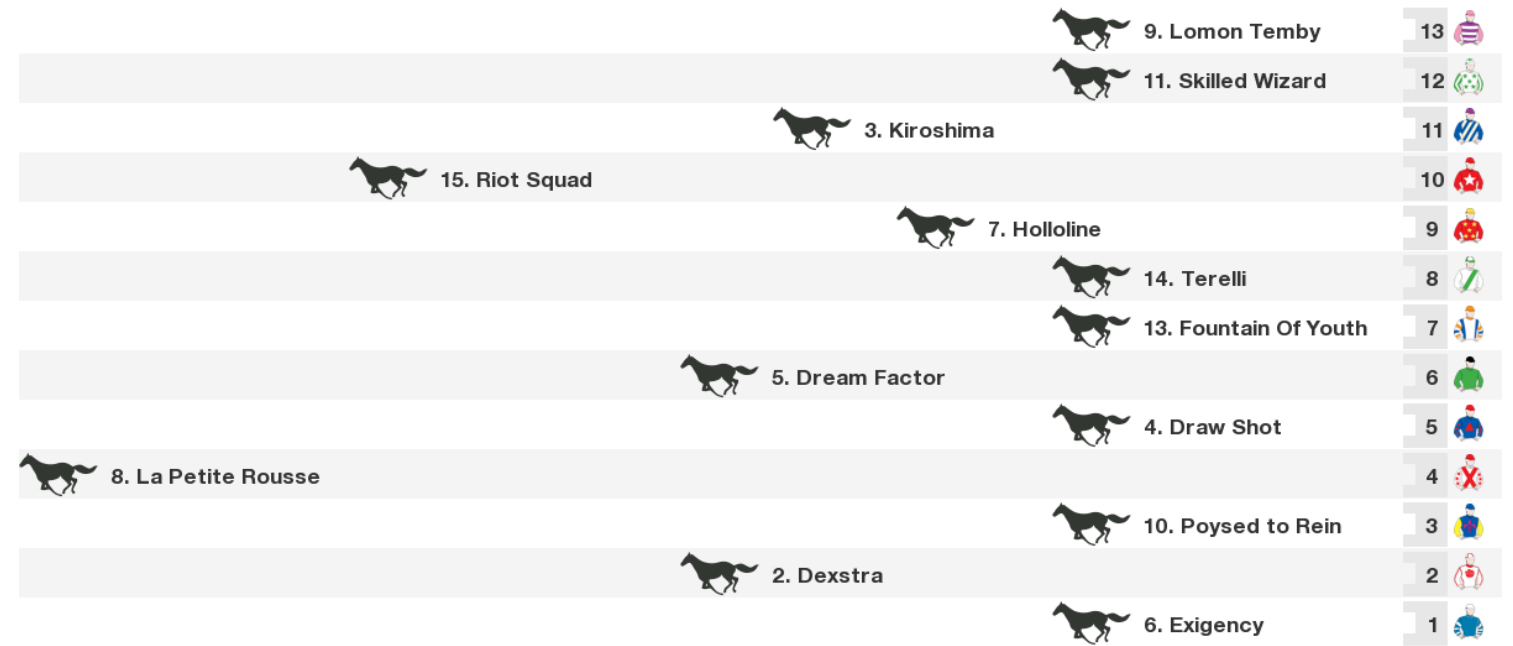 9. Lomon Temby 13
11. Skilled Wizard 12
3. Kiroshima 11
15. Riot Squad 10
7. Holloline 9
14. Terelli 8
13. Fountain Of Youth 7
5. Dream Factor 6
4. Draw Shot 5
8. La Petite Rousse 4
10. Poysed to Rein 3
2. Dexstra 2
6. Exigency 1